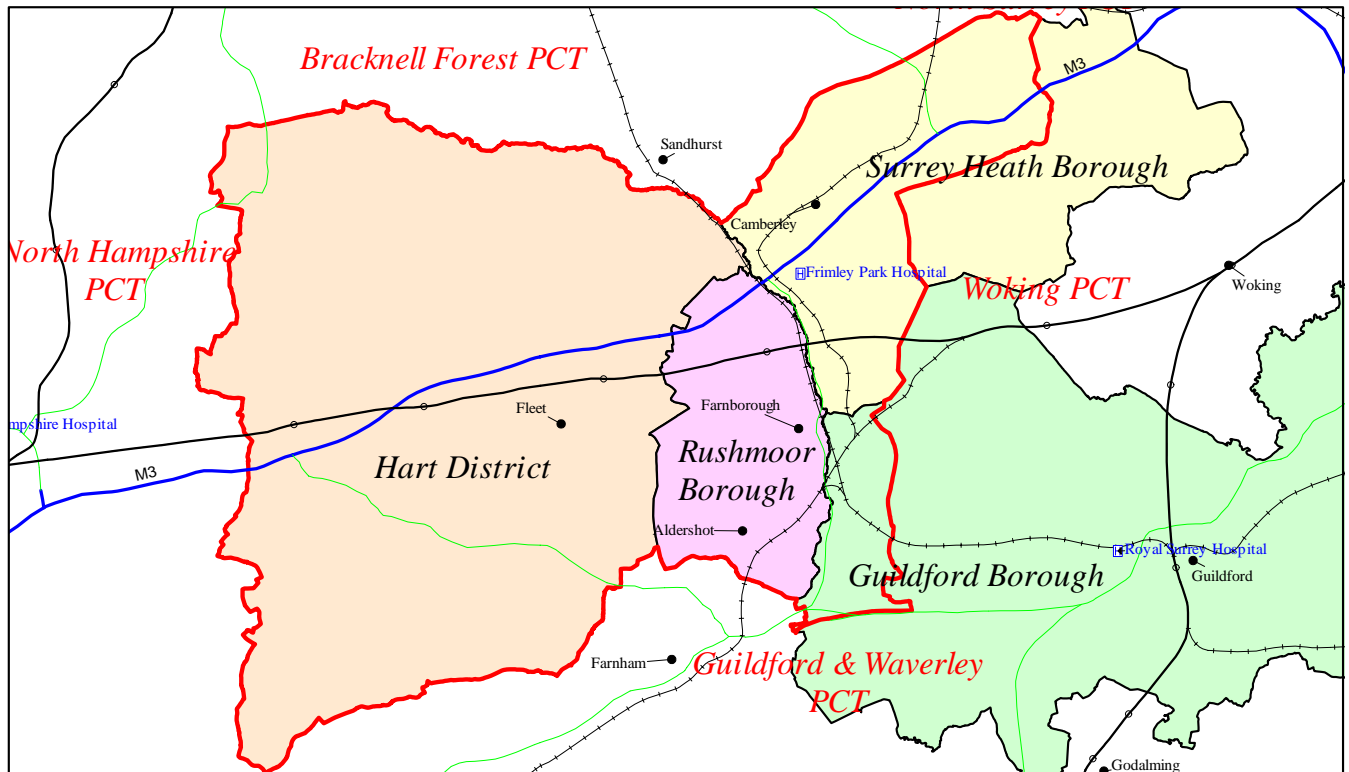 Bracknell Forest PCT
M3
Sandhurst
Surrey Heath Borough
Camberley
North Hampshire
PCT
Frimley Park Hospital
Woking PCT
Woking
Fleet
Farnborough
mpshire Hospital
Hart District
Rushmoor
Borough
M3
Aldershot
Royal Surrey Hospital
Guildford Borough
Guildford
Farnham
Guildford & Waverley
PCT
Godalming